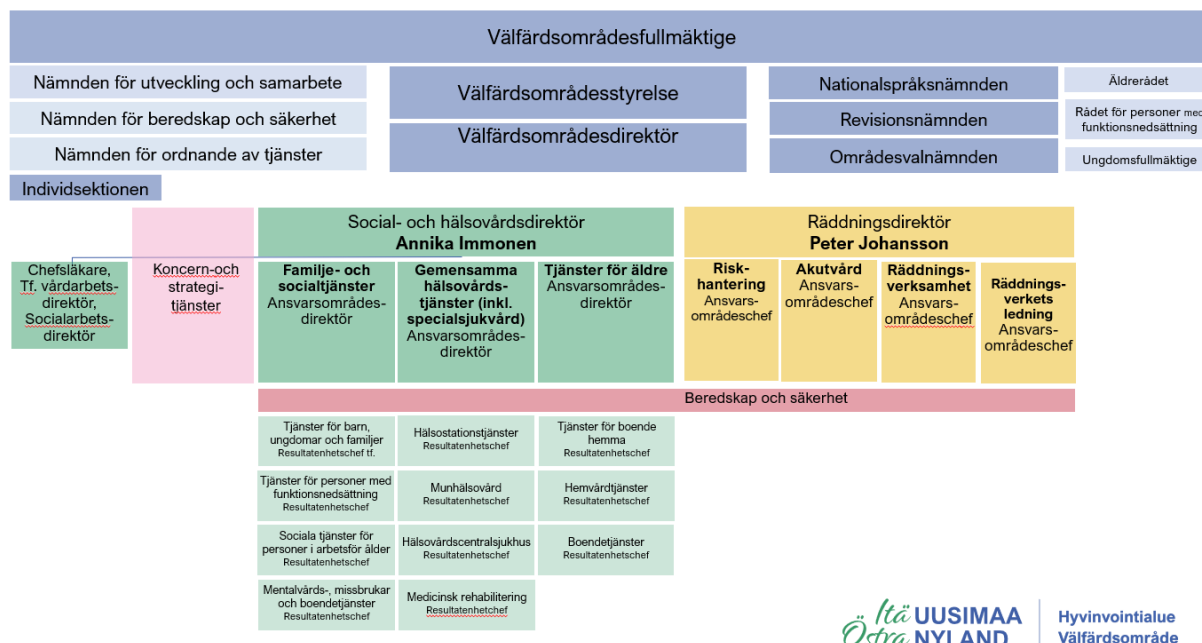 Välfärdsområdesfullmäktige
Nämnden för utveckling och samarbete
Nämnden för beredskap och säkerhet
Nämnden för ordnande av tjänster
Individsektionen
Välfärdsområdesstyrelse
Välfärdsområdesdirektör
Nationalspråksnämnden
Revisionsnämnden
Områdesvalnämnden
Äldrerådet
Rådet för personer med
funktionsnedsättning
Ungdomsfullmäktige
Chefsläkare,
Tf. vårdarbets-
direktör,
Socialarbets-
direktör
Koncern-och
strategi-
tjänster
Social- och hälsovårdsdirektör
Annika Immonen
Familje- och
socialtjänster
Ansvarsområdes-
direktör
Gemensamma
hälsovårds-
tjänster (inkl.
specialsjukvård)
Ansvarsområdes-
direktör
Tjänster för äldre
Ansvarsområdes-
direktör
Räddningsdirektör
Peter Johansson
Risk-
hantering
Ansvars-
områdeschef
Akutvård
Ansvars-
områdeschef
Räddnings-
verksamhet
Ansvars-
områdeschef
Räddnings-
verkets
ledning
Ansvars-
områdeschef
Beredskap och säkerhet
Tjänster för barn,
ungdomar och familjer
Resultatenhetschef tf.
Tjänster för personer med
funktionsnedsättning
Resultatenhetschef
Sociala tjänster för
personer i arbetsför ålder
Resultatenhetschef
Mentalvårds-, missbrukar
och boendetjänster
Resultatenhetschef
Hälsostationstjänster
Resultatenhetschef
Munhälsovård
Resultatenhetschef
Hälsovårdscentralsjukhus
Resultatenhetschef
Medicinsk rehabilitering
Resultatenhetchef
Tjänster för boende
hemma
Resultatenhetschef
Hemvårdtjänster
Resultatenhetschef
Boendetjänster
Resultatenhetschef
Itä UUSIMAA
Östra NYLAND
Hyvinvointialue
Välfärdsområde